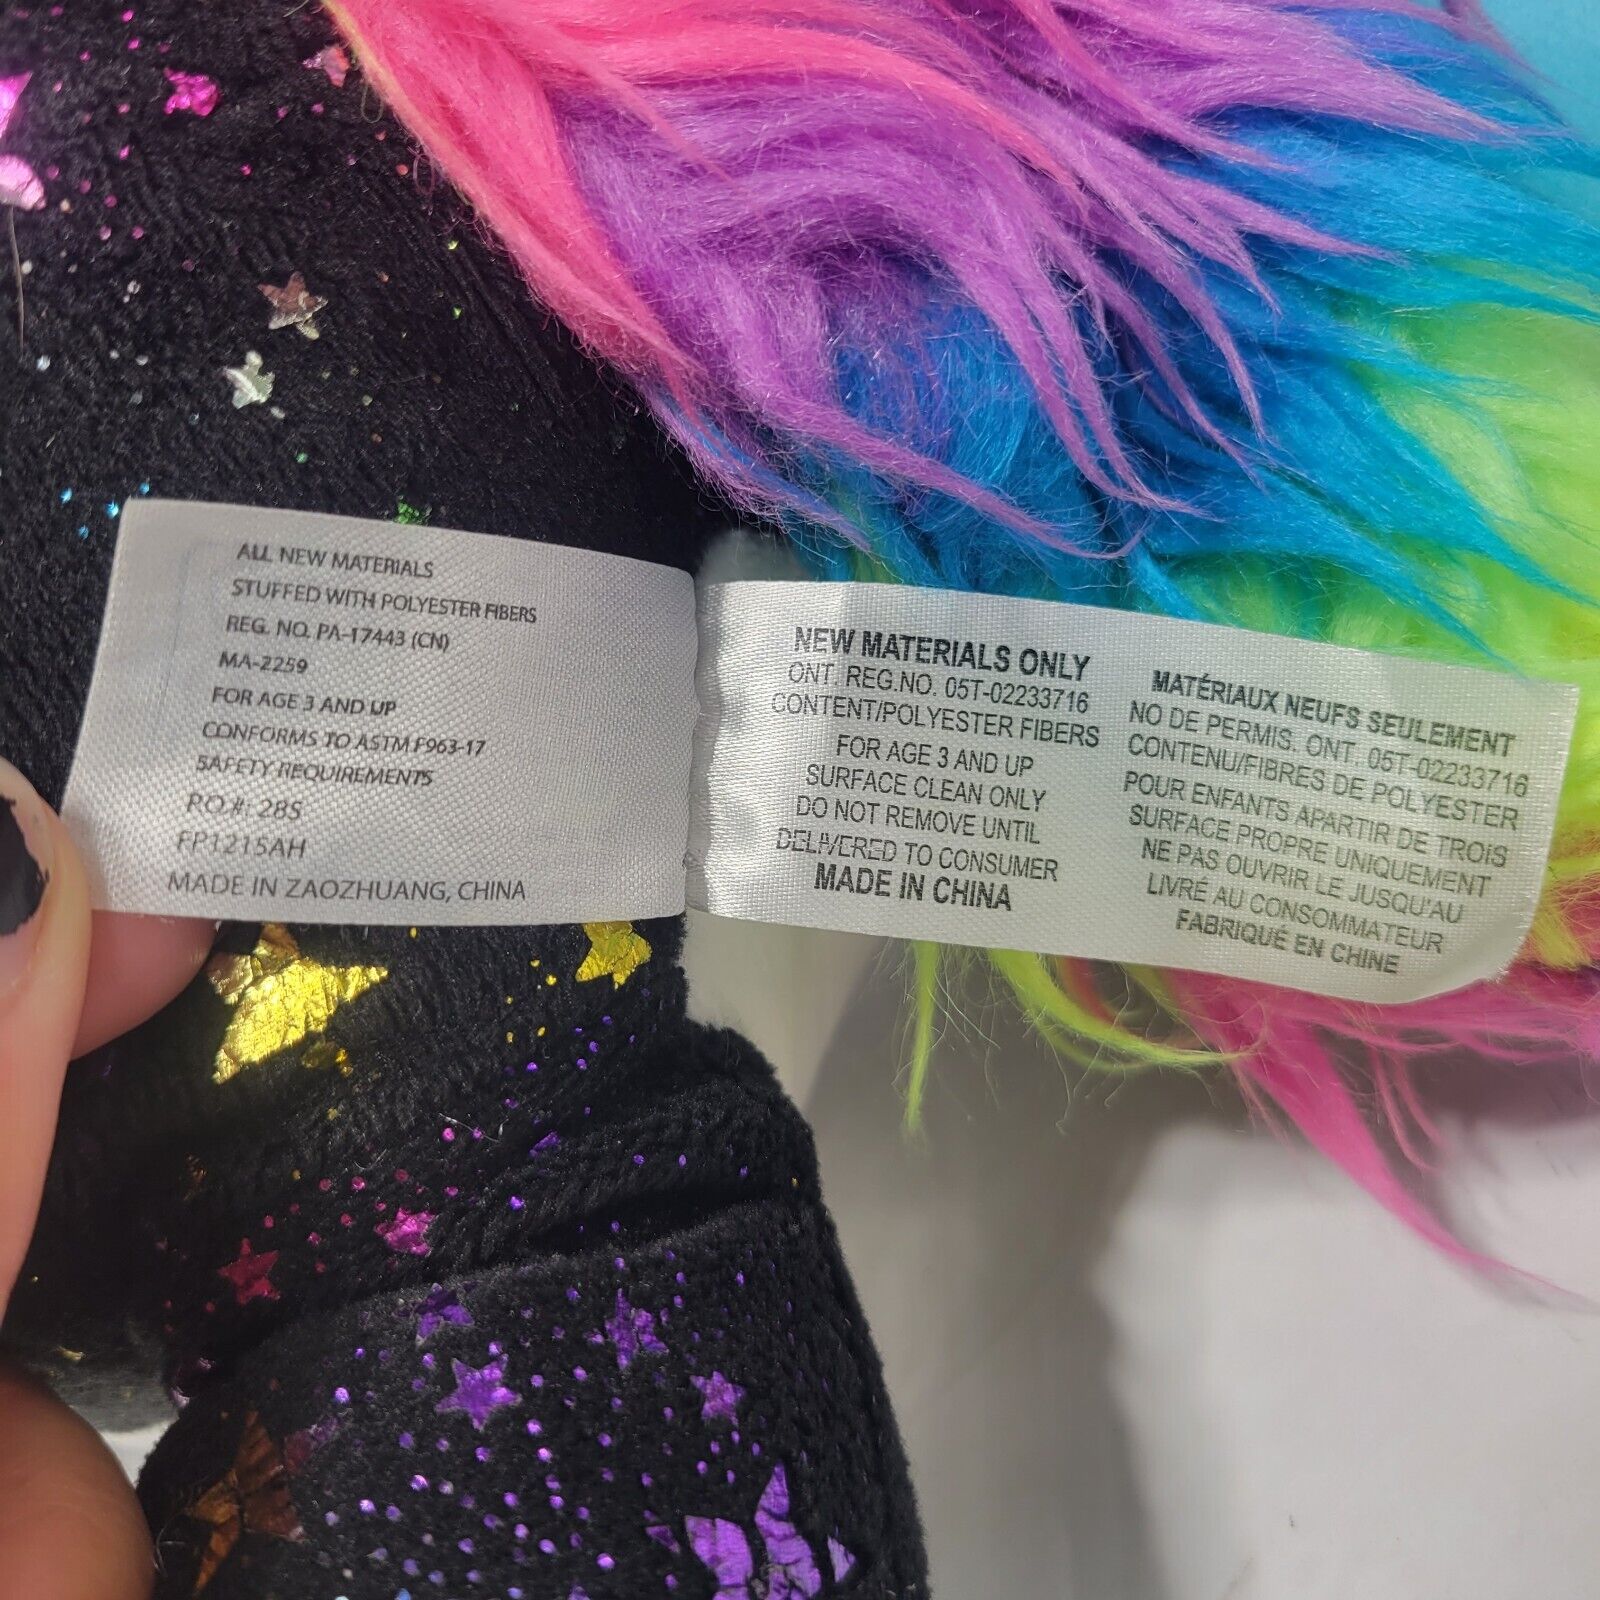 ALL NEW MATERIALS
STUFFED WITH POLYESTER FIBERS
REG. NO. PA-17443 (CN)
MA-2259
FOR AGE 3 AND UP
CONFORMS TO ASTM F963-17
SAFETY REQUIREMENTS
P.O #: 285
FP1215AH
MADE IN ZAOZHUANG, CHINA
NEW MATERIALS ONLY
ONT. REG.NO. 05T-02233716
CONTENT/POLYESTER FIBERS
FOR AGE 3 AND UP
SURFACE CLEAN ONLY
DO NOT REMOVE UNTIL
DELIVERED TO CONSUMER
MADE IN CHINA
MATÉRIAUX NEUFS SEULEMENT
NO DE PERMIS. ONT. 05T-02233716
CONTENU/FIBRES DE POLYESTER
POUR ENFANTS APARTIR DE TROIS
SURFACE PROPRE UNIQUEMENT
NE PAS OUVRIR LE JUSQU'AU
LIVRÉ AU CONSOMMATEUR
FABRIQUÉ EN CHINE